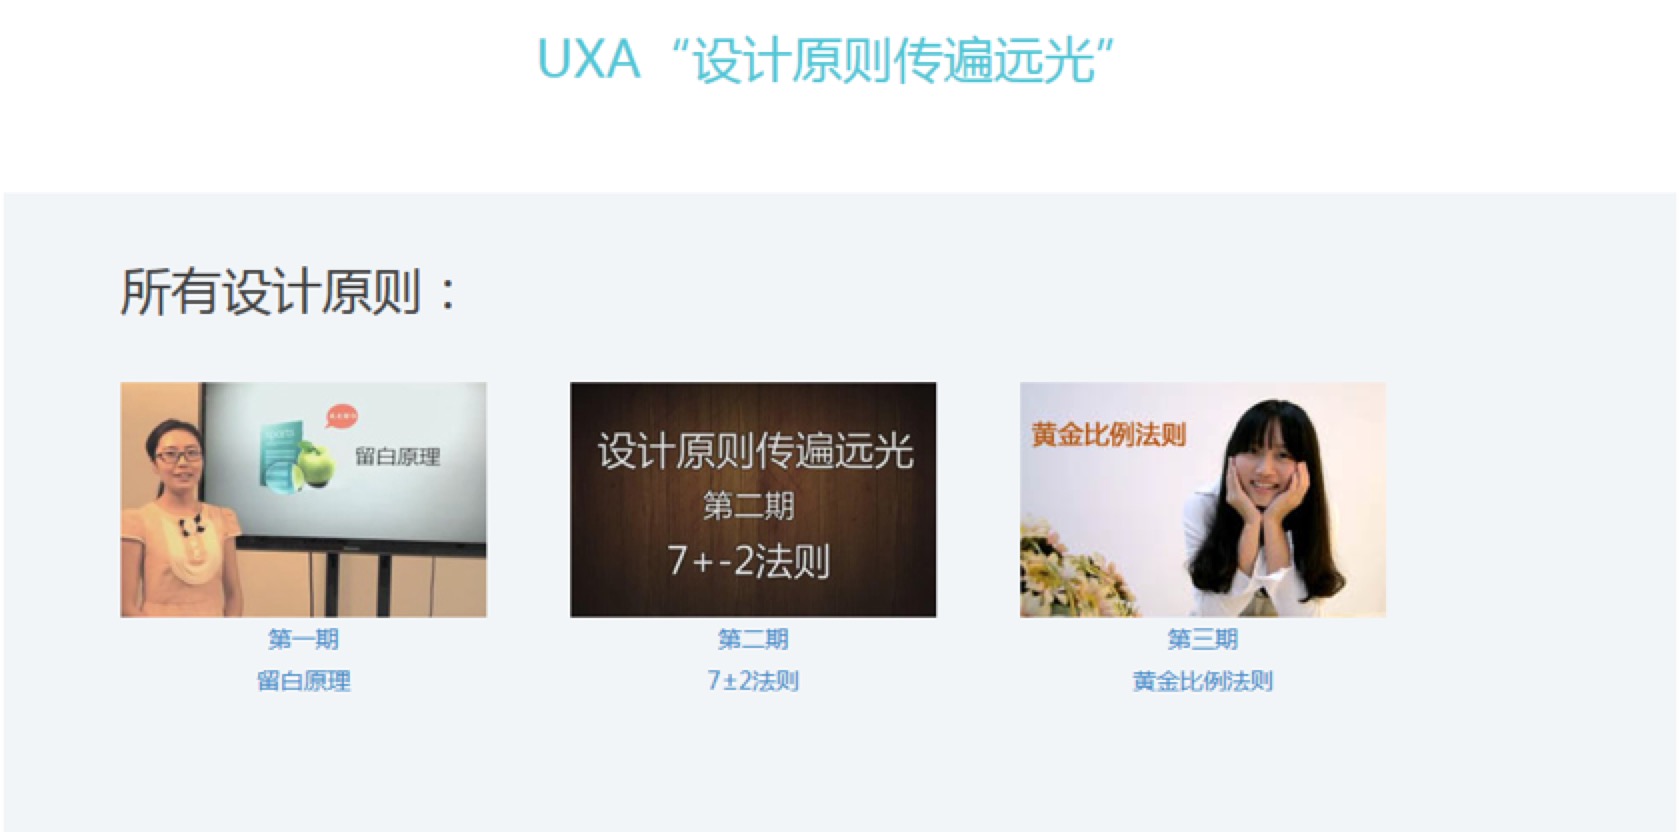 UXA“设计原则传遍远光”
所有设计原则：
留白原理
设计原则传遍远光
第二期
7+-2法则
黄金比例法则
第一期
留白原理
第二期
7±2法则
第三期
黄金比例法则